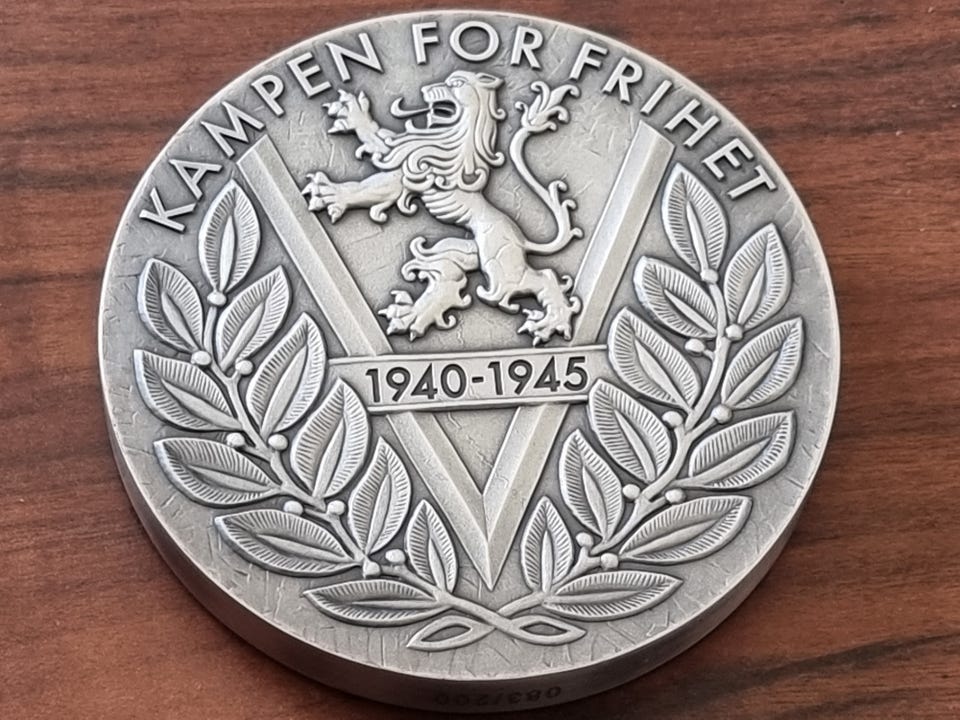 KAMPEN FOR FRIHET
1940-1945
083/200